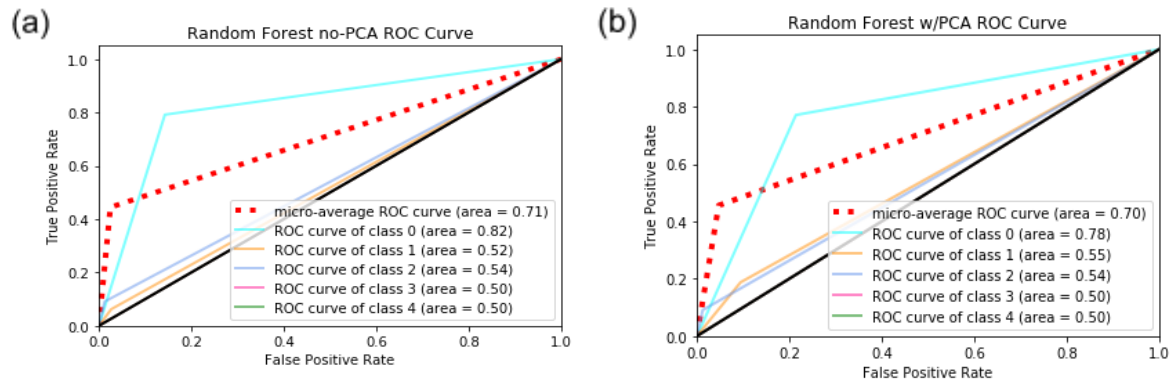 (a)
Random Forest no-PCA ROC Curve
1.0
0.8
0.6
0.4
0.2
0.0
True Positive Rate
micro-average ROC curve (area = 0.71)
ROC curve of class 0 (area = 0.82)
ROC curve of class 1 (area = 0.52)
ROC curve of class 2 (area = 0.54)
ROC curve of class 3 (area = 0.50)
ROC curve of class 4 (area = 0.50)
0.0 0.2 0.4 0.6 0.8 1.0
False Positive Rate
(b)
Random Forest w/PCA ROC Curve
1.0
0.8
0.6
0.4
0.2
0.0
True Positive Rate
micro-average ROC curve (area = 0.70)
ROC curve of class 0 (area = 0.78)
ROC curve of class 1 (area = 0.55)
ROC curve of class 2 (area = 0.54)
ROC curve of class 3 (area = 0.50)
ROC curve of class 4 (area = 0.50)
0.0 0.2 0.4 0.6 0.8 1.0
False Positive Rate